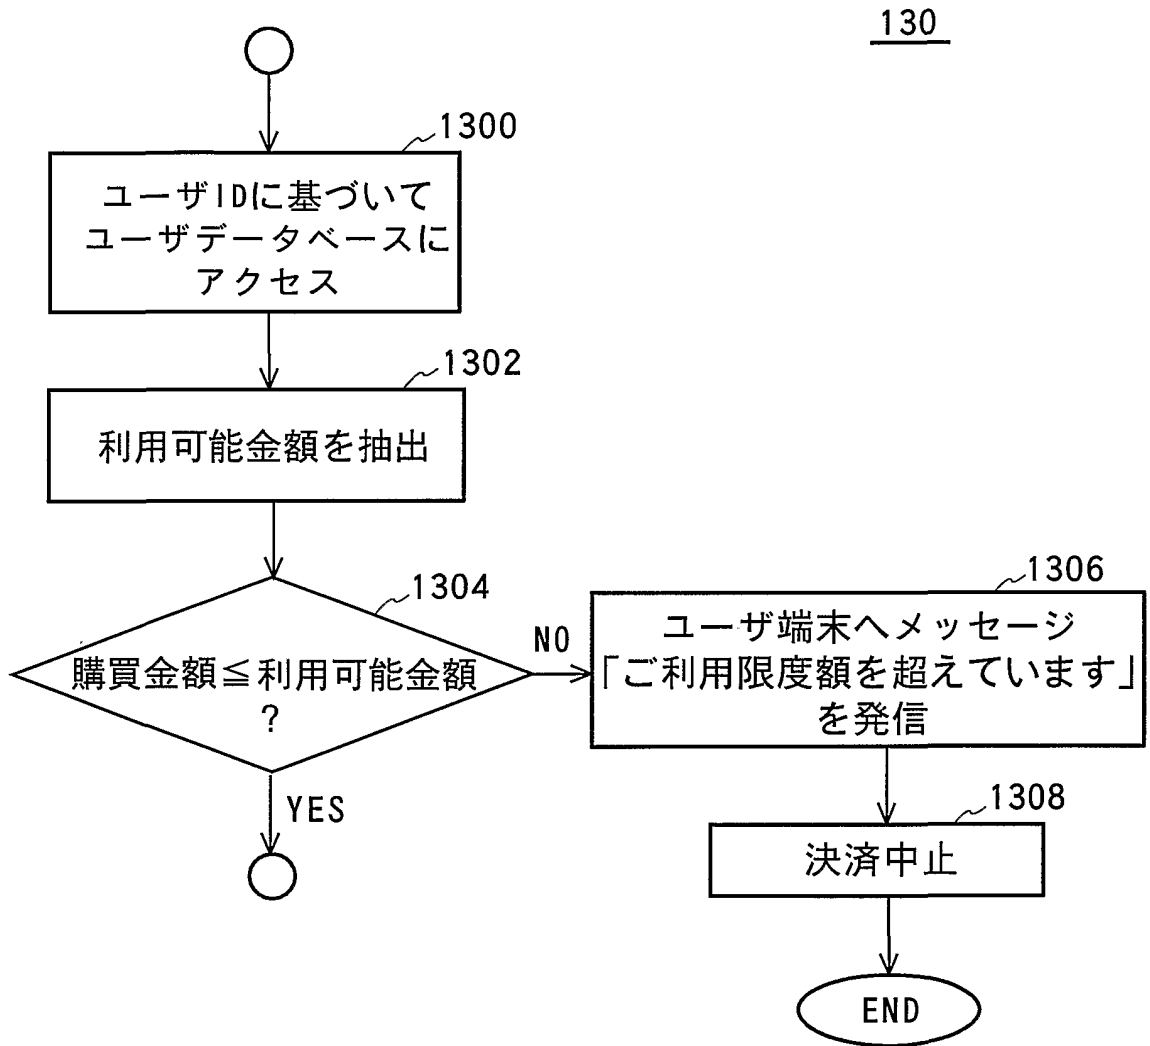 130
1300
ユーザIDに基づいて
ユーザデータベースに
アクセス
1302
利用可能金額を抽出
1304
購買金額≦利用可能金額
?
NO
YES
1306
ユーザ端末へメッセージ
「ご利用限度額を超えています」
を発信
1308
決済中止
END